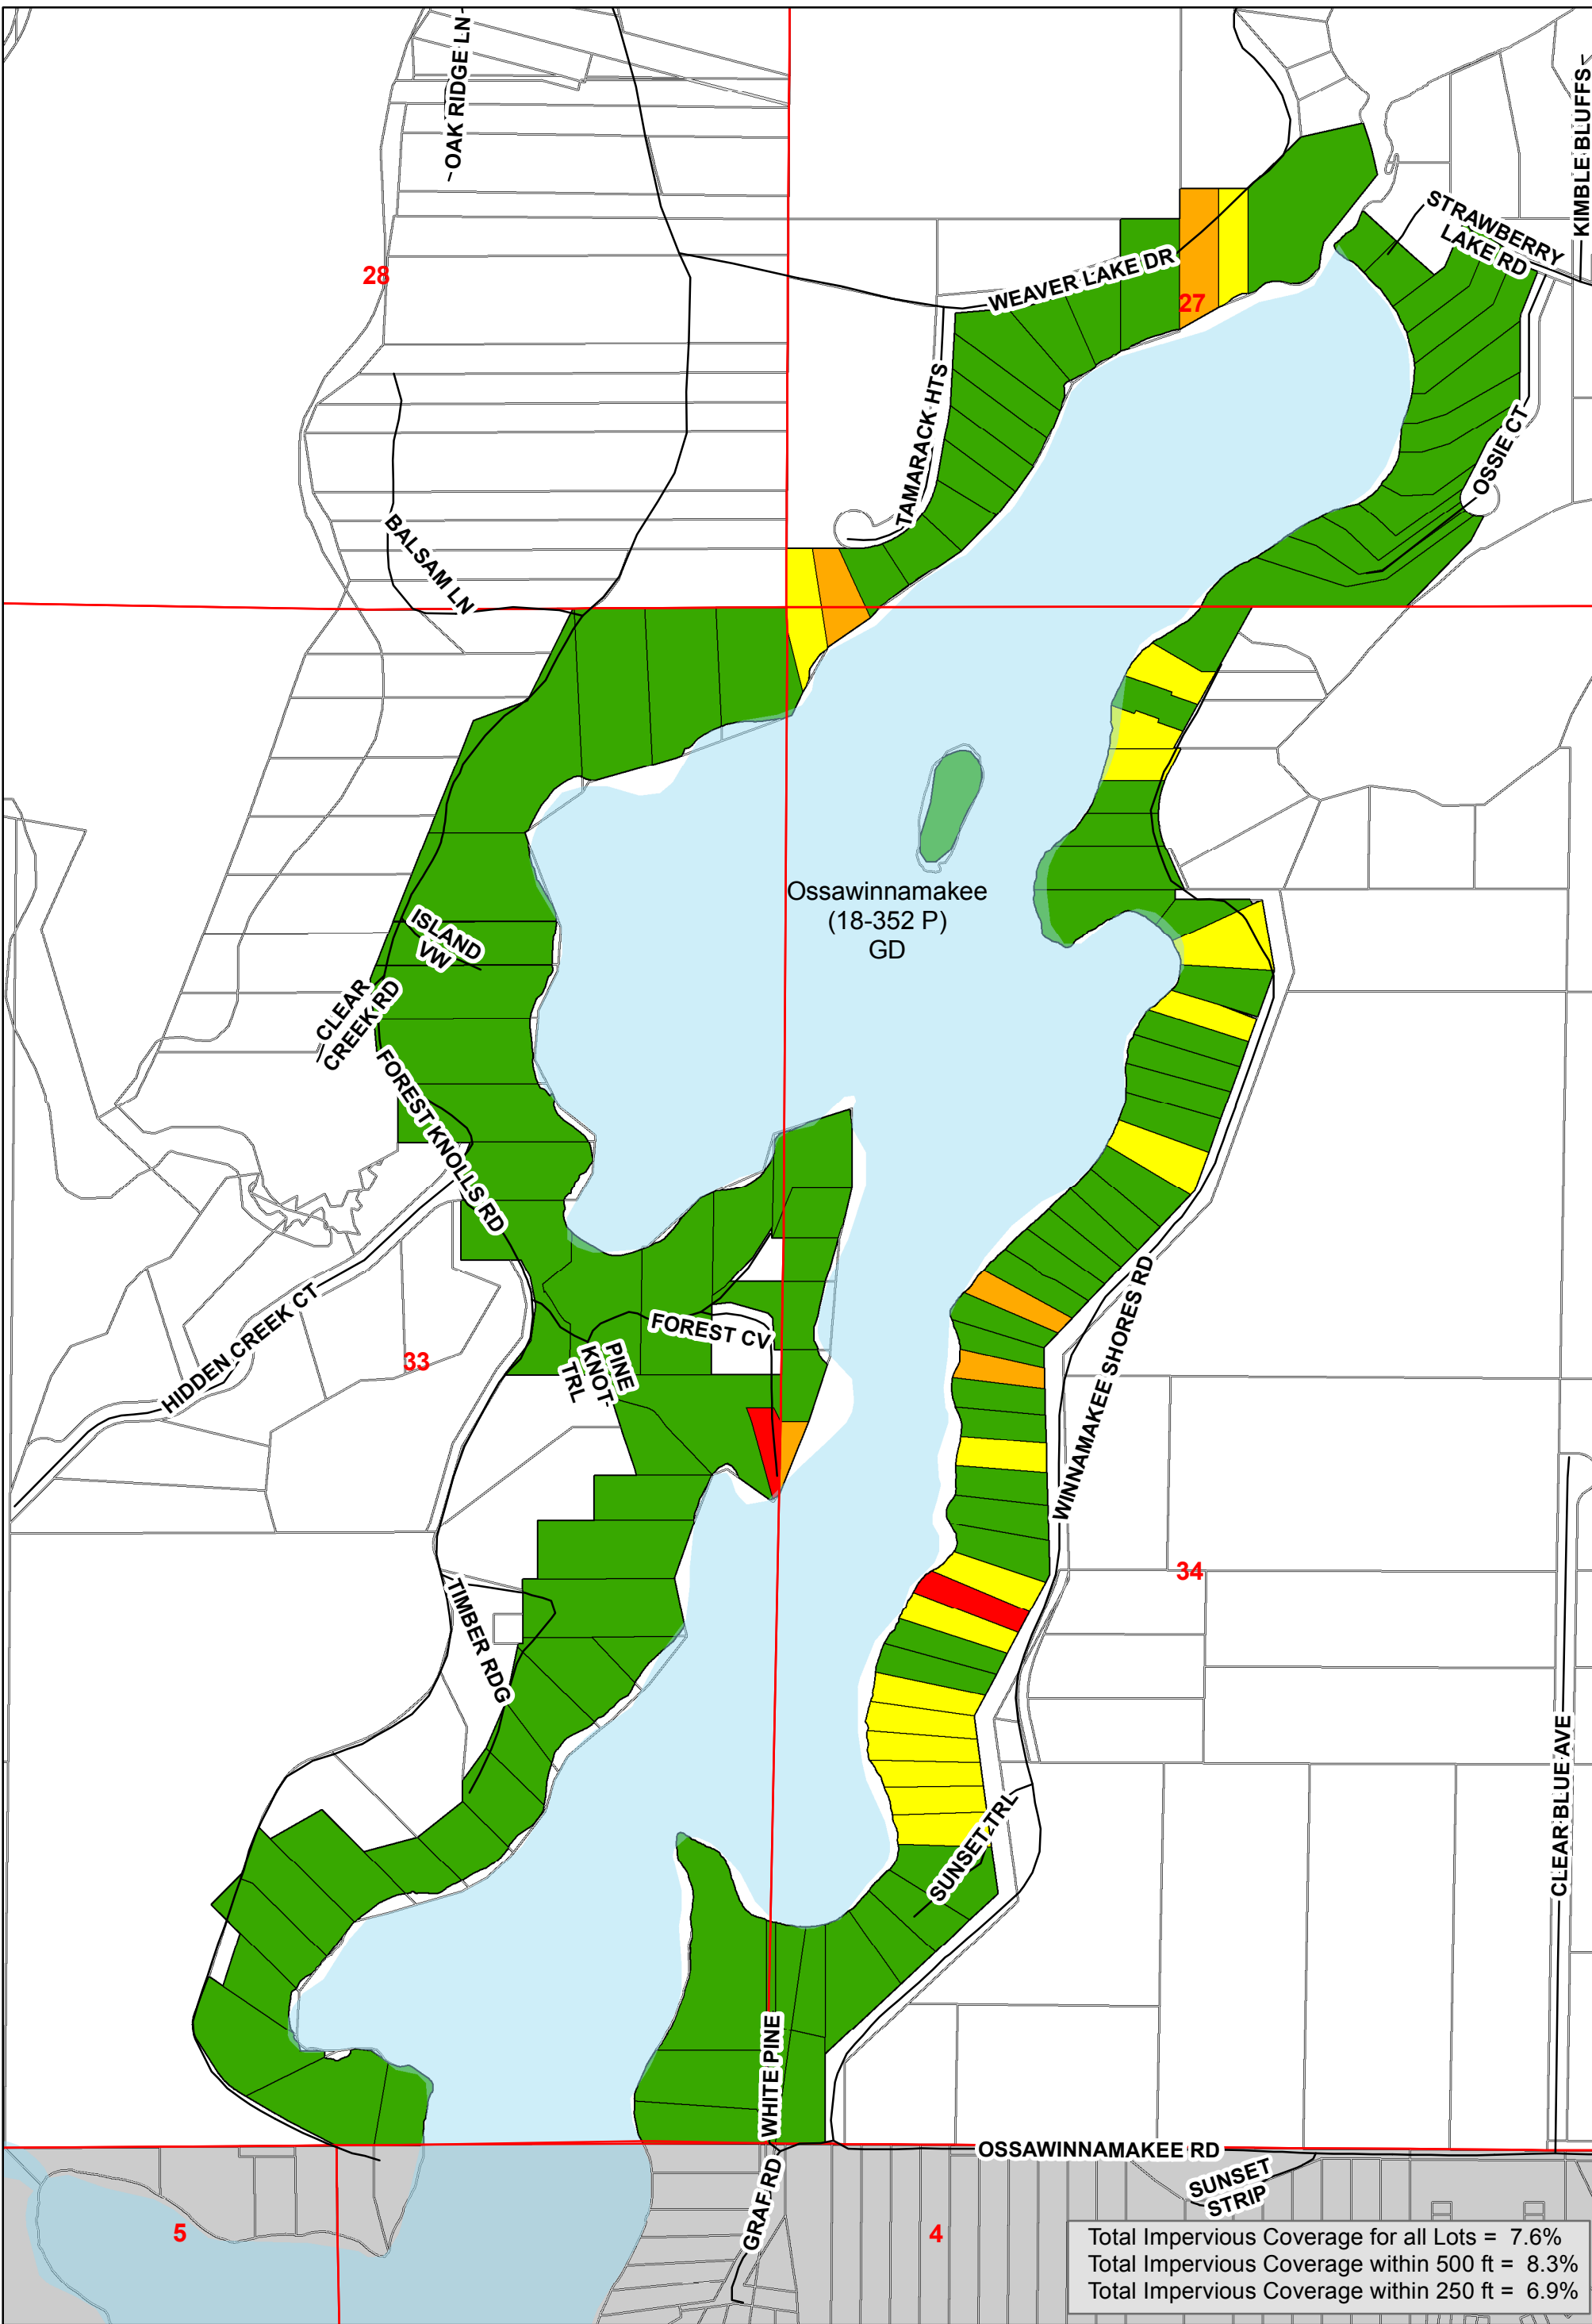 OAK RIDGE LN
KIMBLE BLUFFS
STRAWBERRY
LAKE RD
28
WEAVER LAKE DR
27
TAMARACK HTS
OSSIE CT
BALSAM LN
Ossawinnamakee
(18-352 P)
GD
ISLAND
VW
CLEAR
CREEK RD
FOREST KNOLLS RD
HIDDEN CREEK CT
FOREST CV
PINE
KNOT
TRL
33
WINNAMAKEE SHORES RD
34
TIMBER RDG
CLEAR BLUE AVE
SUNSET TRL
WHITE PINE
OSSAWINNAMAKEE RD
GRAF RD
SUNSET
STRIP
5
4
Total Impervious Coverage for all Lots = 7.6%
Total Impervious Coverage within 500 ft = 8.3%
Total Impervious Coverage within 250 ft = 6.9%